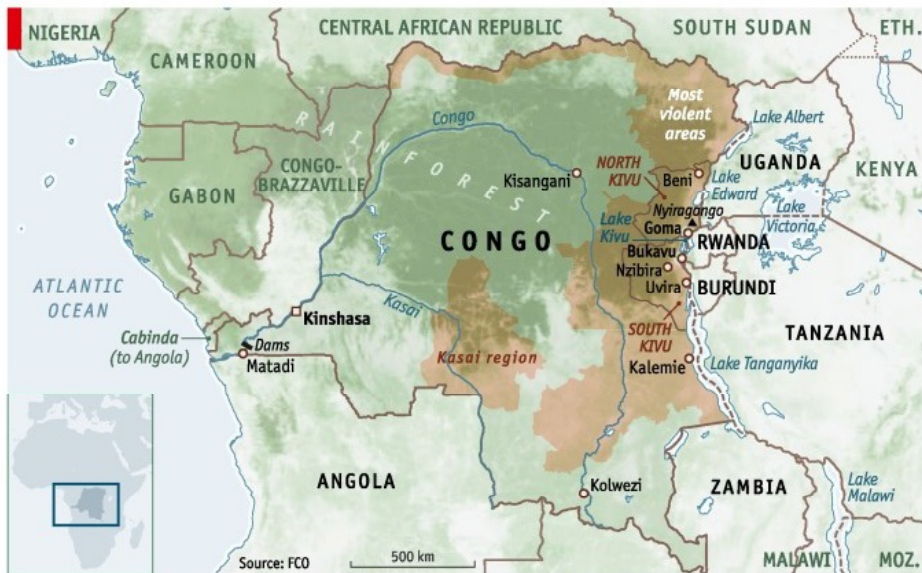 NIGERIA
CENTRAL AFRICAN REPUBLIC
SOUTH SUDAN
ETH.
CAMEROON
Most
violent
areas
Lake Albert
RAINFOREST
Congo
UGANDA
KENYA
CONGO-
BRAZZAVILLE
GABON
Kisangani
NORTH
KIVU
Beni
Lake
Edward
Nyiragongo
Lake
Victoria
Goma
Lake
Kivu
RWANDA
CONGO
Bukavu
Nzibira
Uvira
BURUNDI
ATLANTIC
OCEAN
Kasai
Kinshasa
SOUTH
KIVU
TANZANIA
Cabinda
(to Angola)
Dams
Matadi
Kasai region
Kalemie
Lake Tanganyika
ANGOLA
Kolwezi
ZAMBIA
Lake
Malawi
Source: FCO
500 km
MALAWI
MOZ.